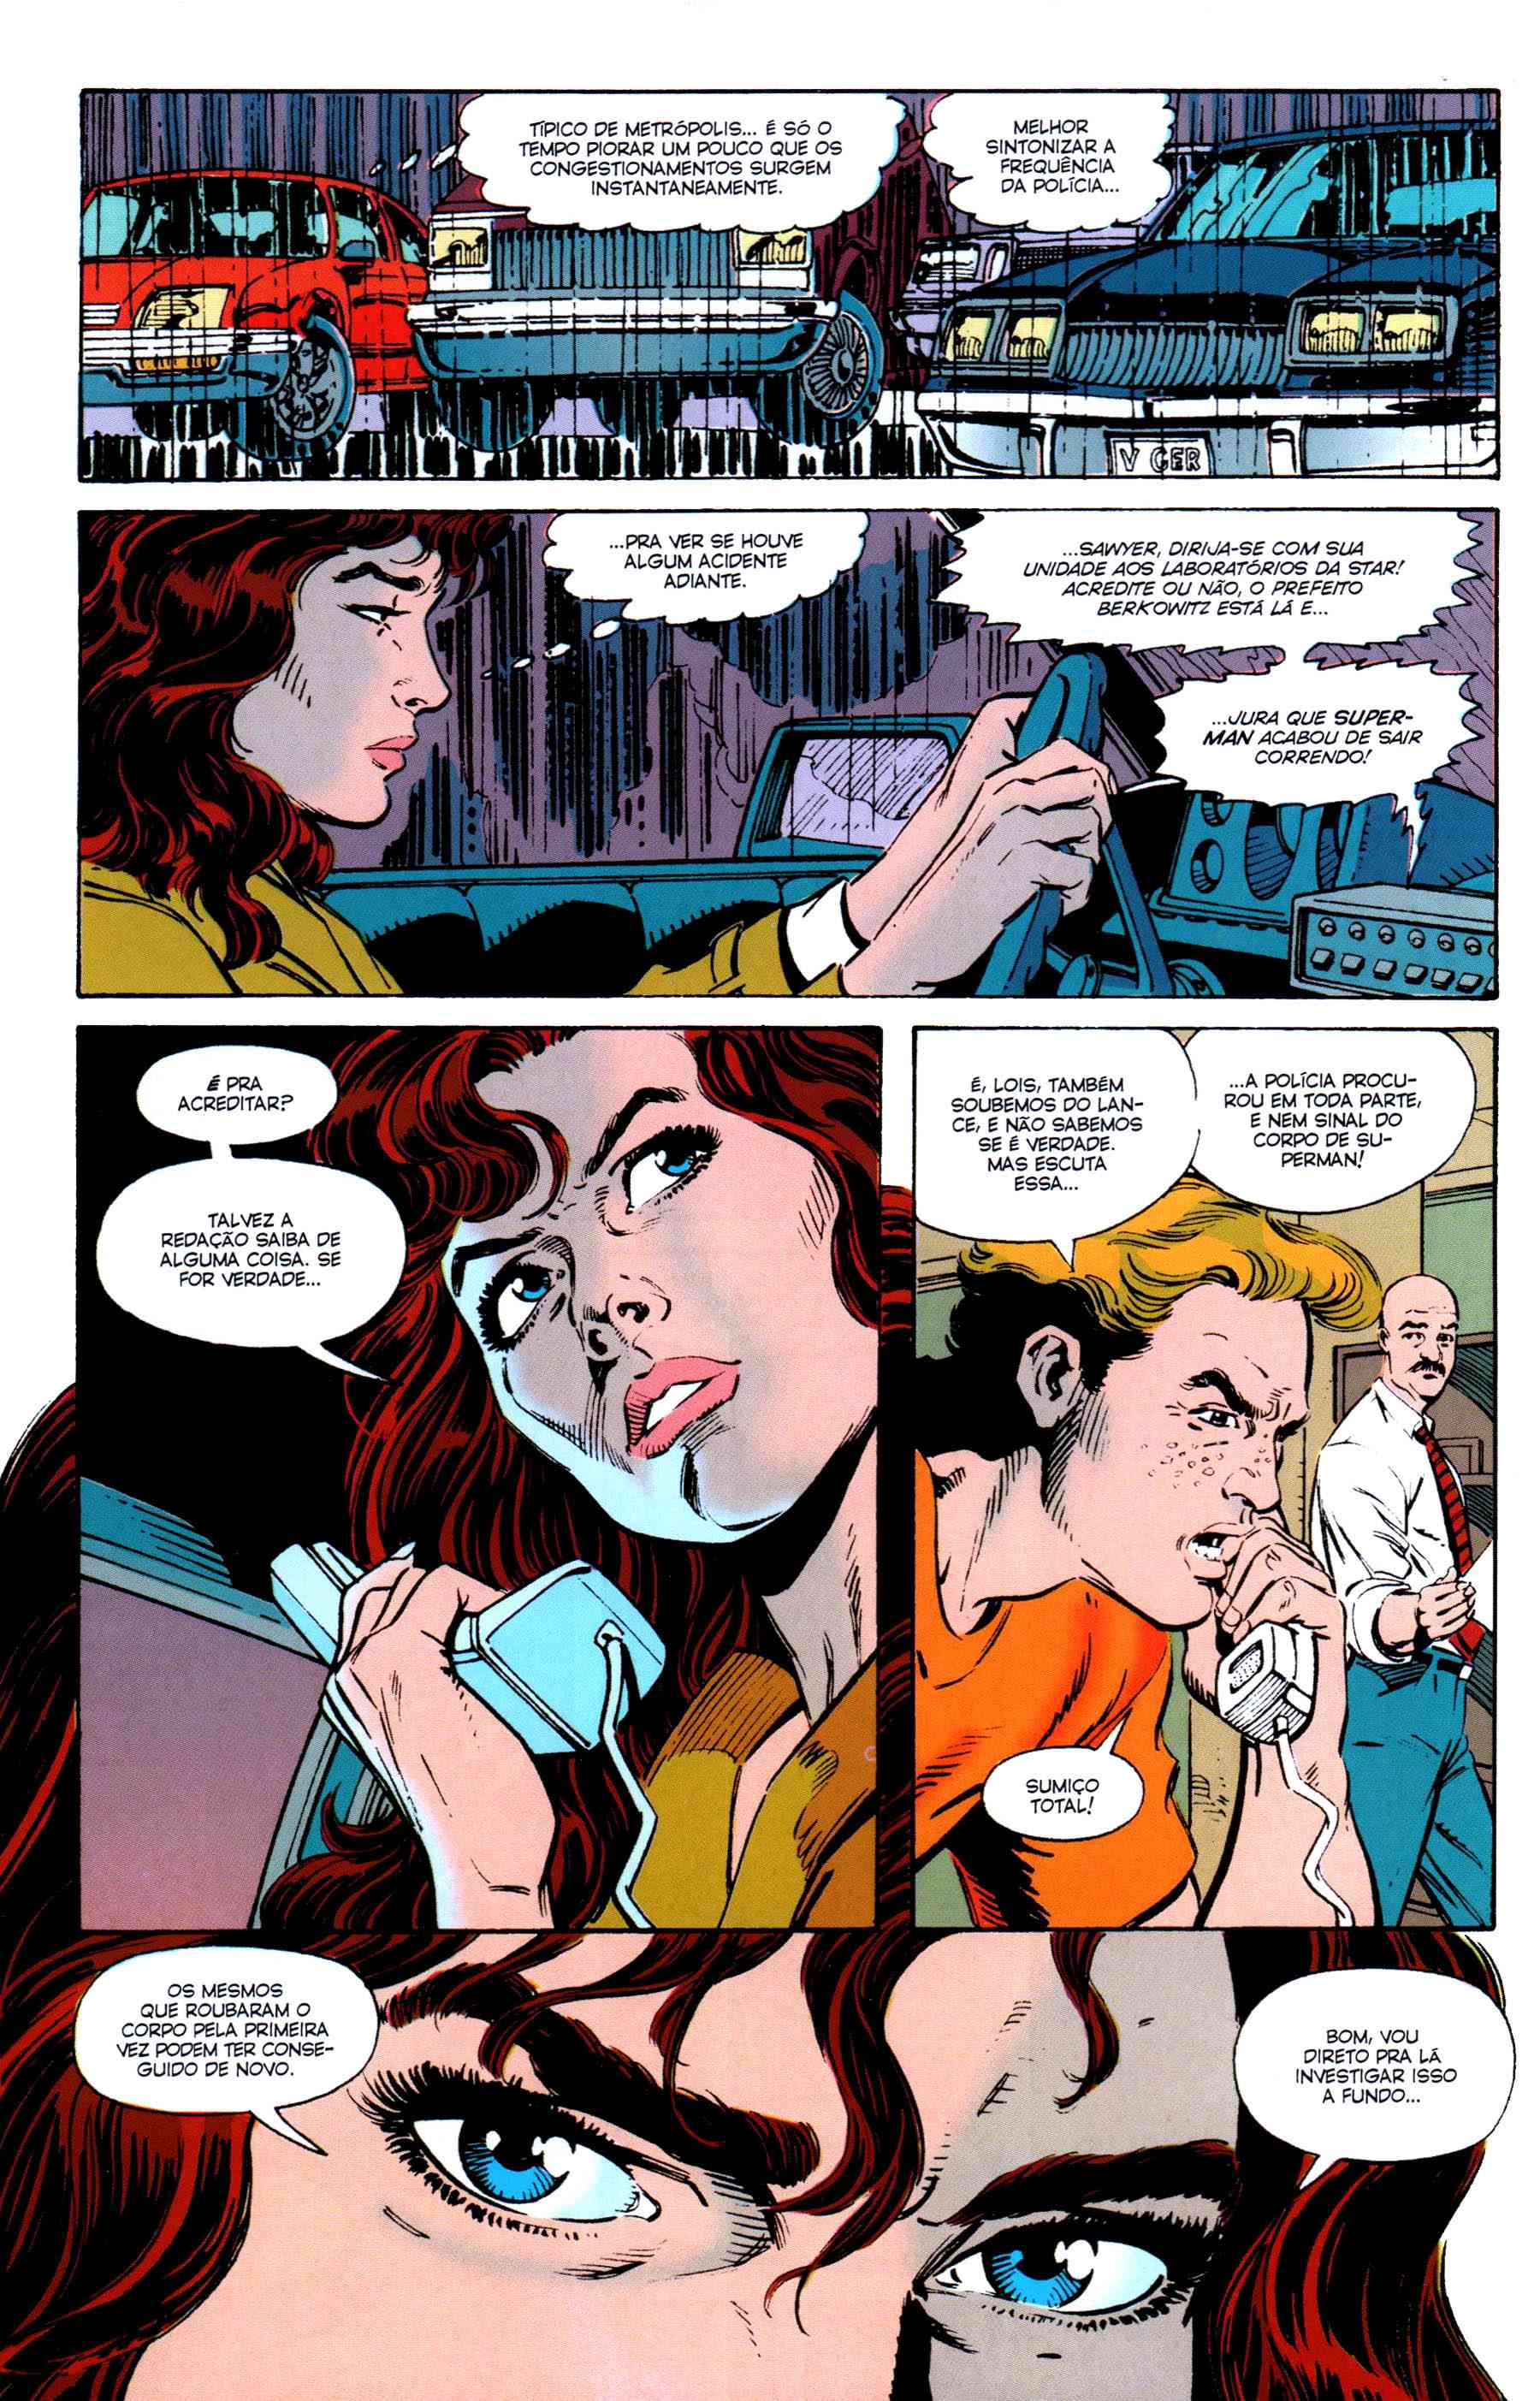 TÍPICO DE METRÓPOLIS... É SÓ O
TEMPO PIORAR UM POUCO QUE OS
CONGESTIONAMENTOS SURGEM
INSTANTANEAMENTE.
MELHOR
SINTONIZAR A
FREQUÊNCIA
DA POLÍCIA...
V GER
...PRA VER SE HOUVE
ALGUM ACIDENTE
ADIANTE.
...SAWYER, DIRIJA-SE COM SUA
UNIDADE AOS LABORATÓRIOS DA STAR!
ACREDITE OU NÃO, O PREFEITO
BERKOWITZ ESTÁ LÁ E...
...JURA QUE SUPER-
MAN ACABOU DE SAIR
CORRENDO!
É PRA
ACREDITAR?
TALVEZ A
REDAÇÃO SAIBA DE
ALGUMA COISA. SE
FOR VERDADE...
É, LOIS, TAMBÉM
SOUBEMOS DO LAN-
CE, E NÃO SABEMOS
SE É VERDADE.
MAS ESCUTA
ESSA...
...A POLÍCIA PROCU-
ROU EM TODA PARTE,
E NEM SINAL DO
CORPO DE SU-
PERMAN!
SUMIÇO
TOTAL!
OS MESMOS
QUE ROUBARAM O
CORPO PELA PRIMEIRA
VEZ PODEM TER CONSE-
GUIDO DE NOVO.
BOM, VOU
DIRETO PRA LÁ
INVESTIGAR ISSO
A FUNDO...